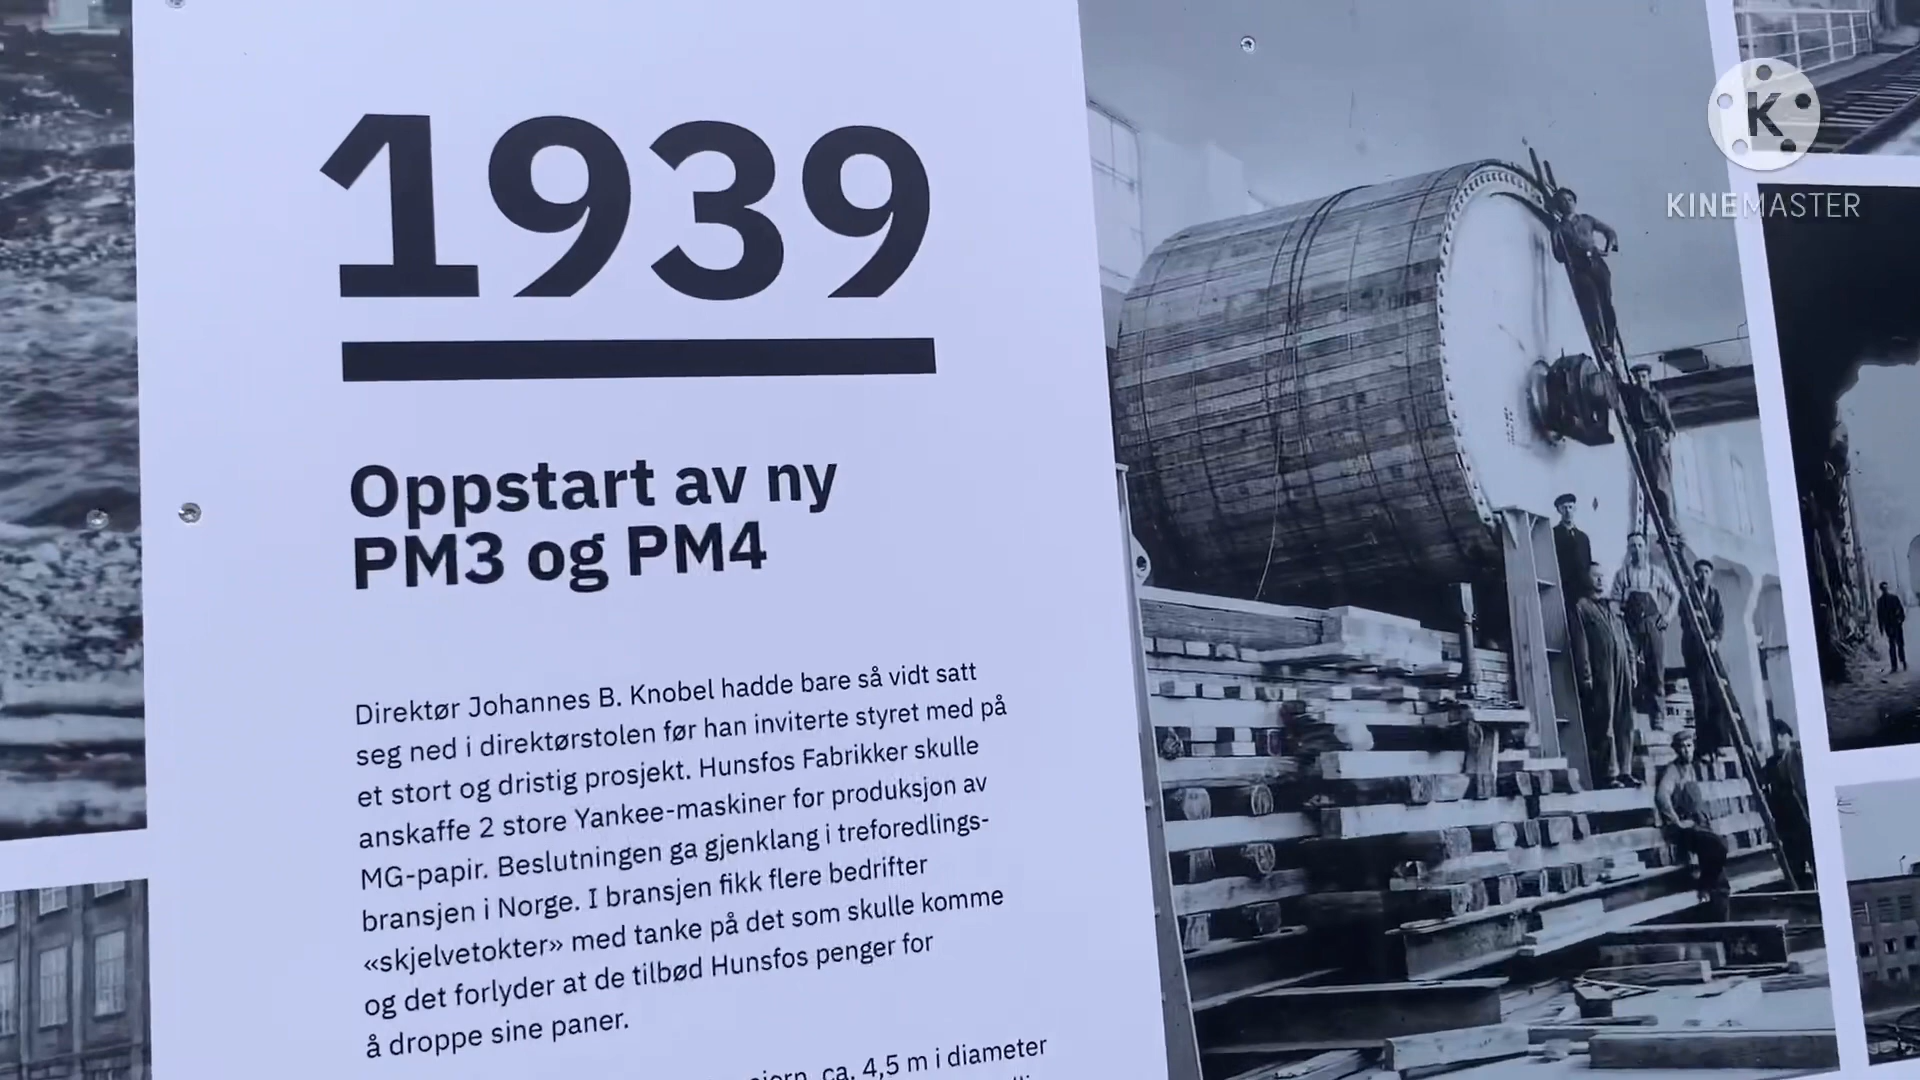 1939
Oppstart av ny
PM3 og PM4
Direktør Johannes B. Knobel hadde bare så vidt satt
seg ned i direktørstolen før han inviterte styret med på
et stort og dristig prosjekt. Hunsfos Fabrikker skulle
anskaffe 2 store Yankee-maskiner for produksjon av
MG-papir. Beslutningen ga gjenklang i treforedlings-
bransjen i Norge. I bransjen fikk flere bedrifter
«skjelvetokter» med tanke på det som skulle komme
og det forlyder at de tilbød Hunsfos penger for
å droppe sine paner.
ca. 4,5 m i diameter
K
KINEMASTER